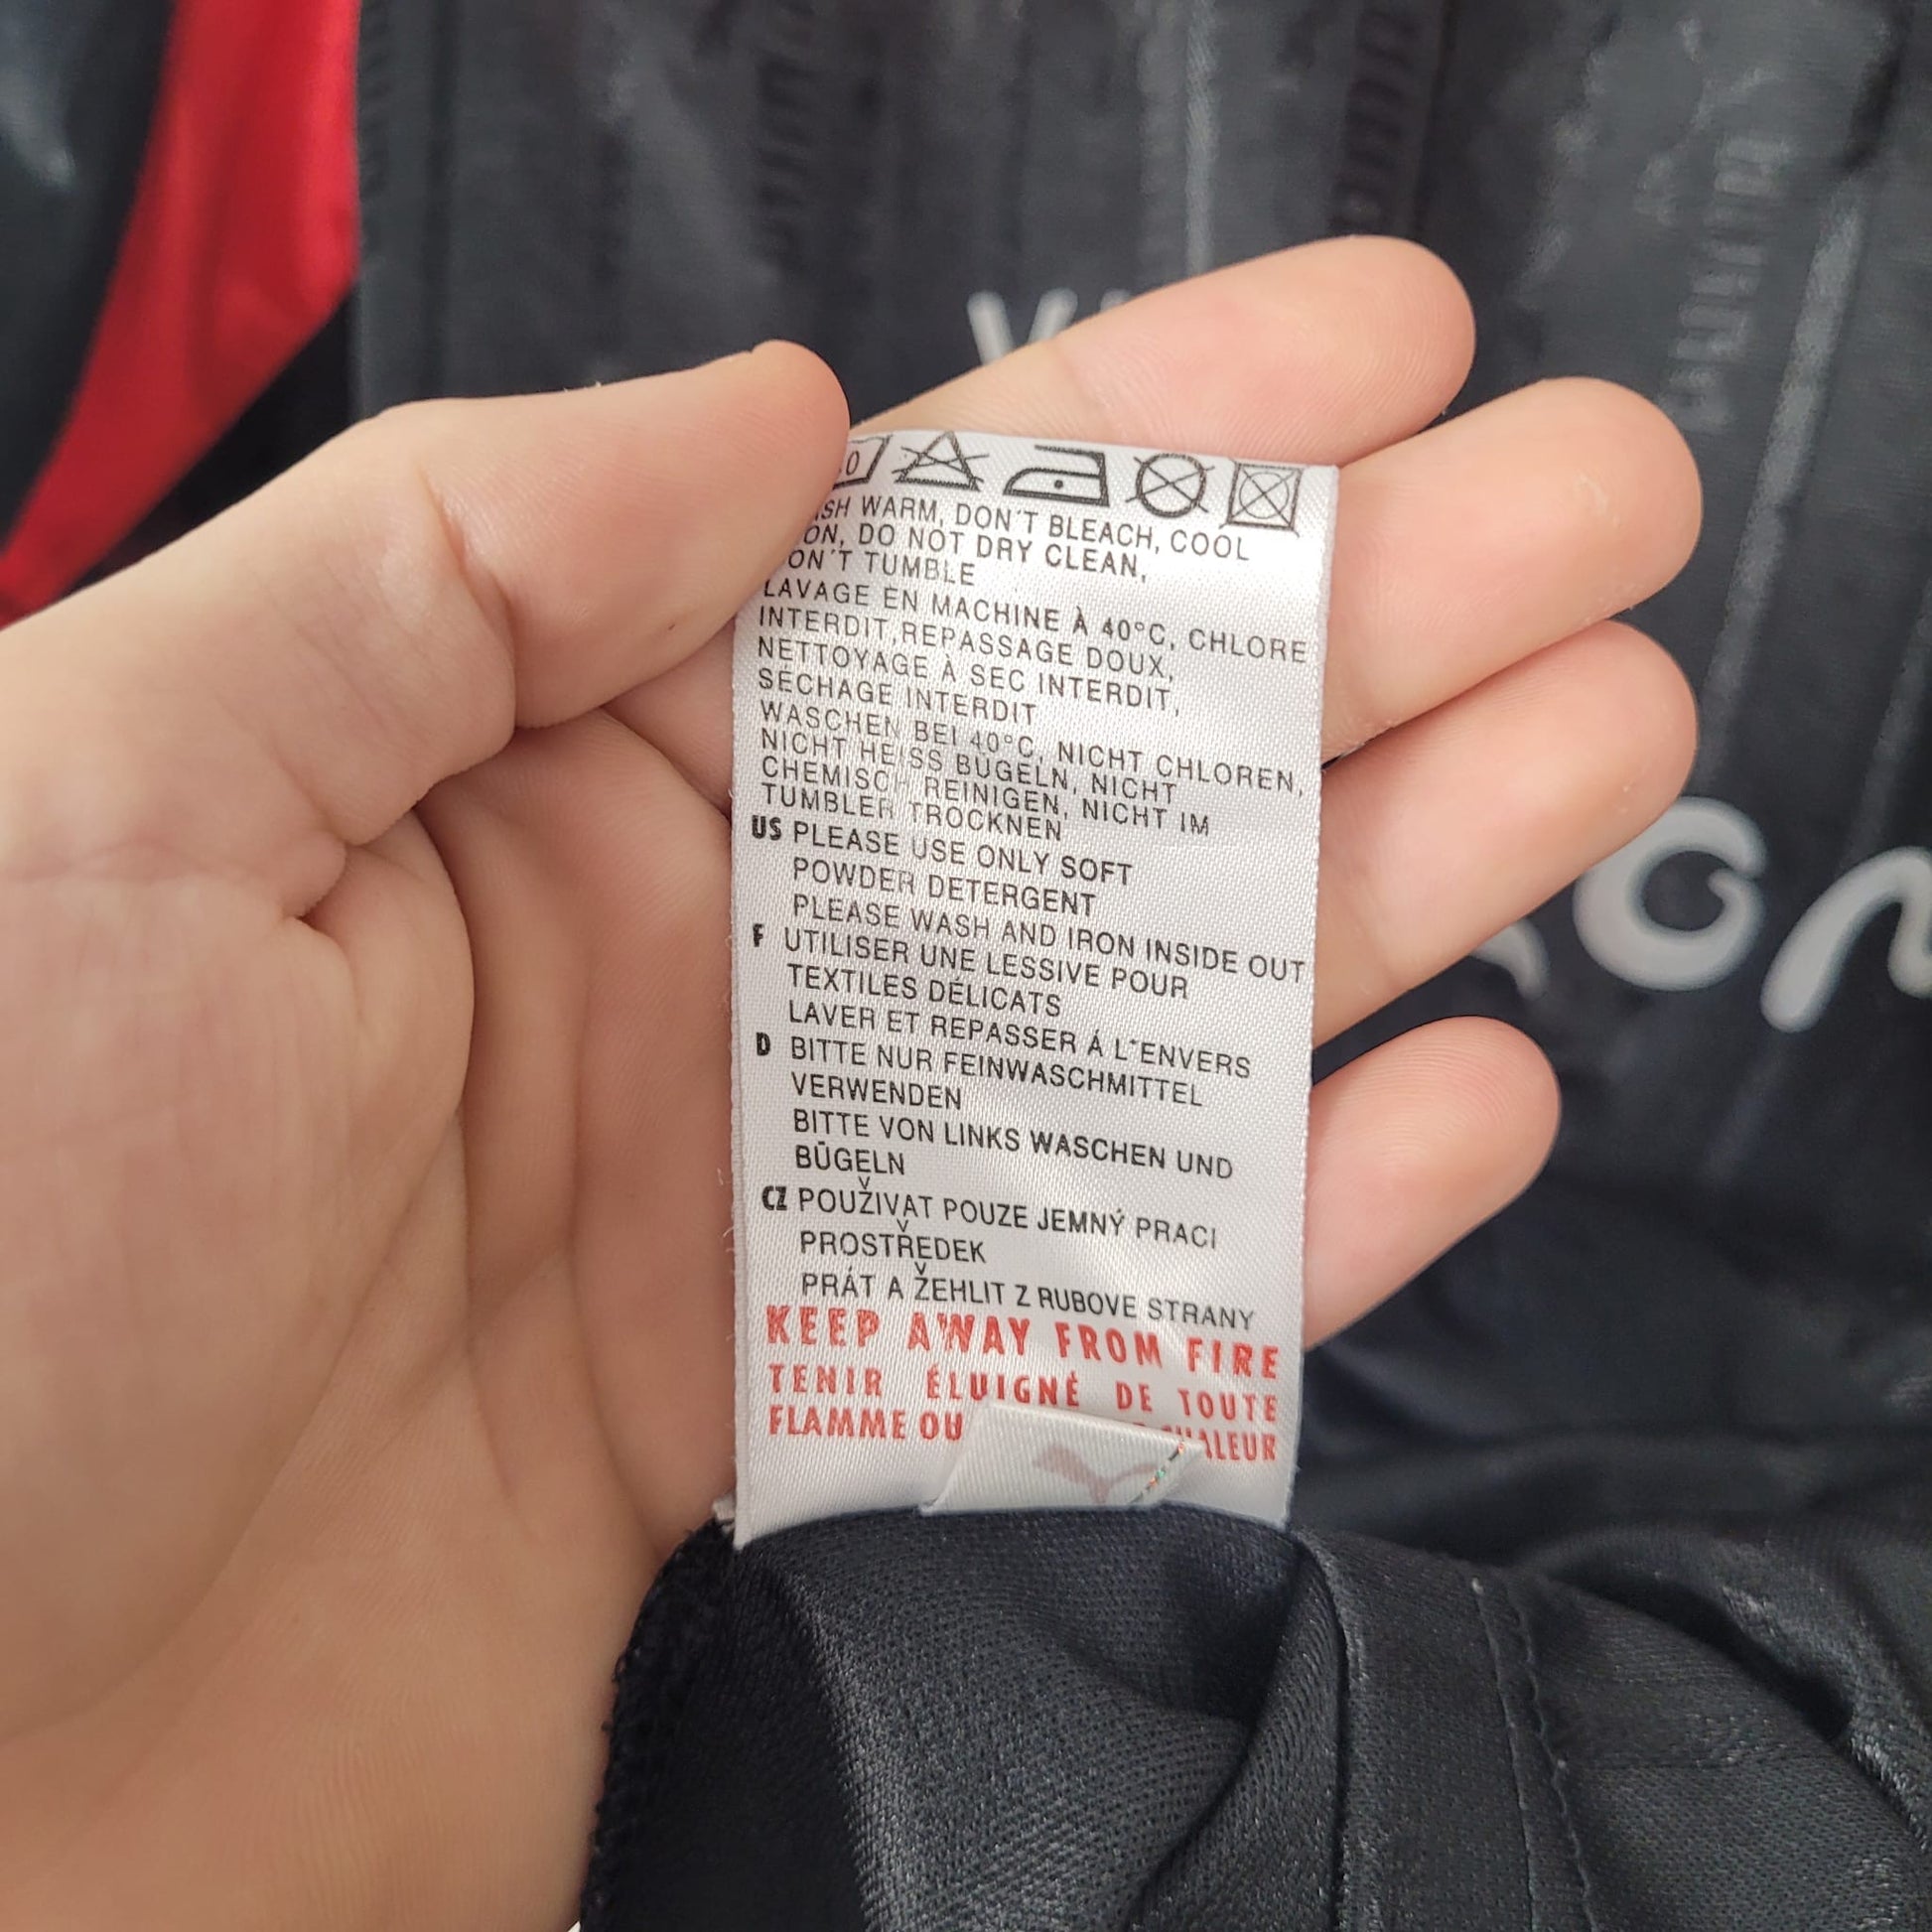 WARM, DON'T BLEACH, COOL
DO NOT DRY CLEAN,
TUMBLE
LAVAGE EN MACHINE À 40°C, CHLORE
INTERDIT, REPASSAGE DOUX,
NETTOYAGE À SEC INTERDIT,
SÉCHAGE INTERDIT
WASCHEN BEI 40°C, NICHT CHLOREN,
NICHT HEISS BÜGELN, NICHT
CHEMISCH REINIGEN, NICHT IM
TUMBLER TROCKNEN
US PLEASE USE ONLY SOFT
POWDER DETERGENT
PLEASE WASH AND IRON INSIDE OUT
F UTILISER UNE LESSIVE POUR
TEXTILES DÉLICATS
LAVER ET REPASSER Á L'ENVERS
D BITTE NUR FEINWASCHMITTEL
VERWENDEN
BITTE VON LINKS WASCHEN UND
BÜGELN
CZ POUŽIVAT POUZE JEMNÝ PRACI
PROSTŘEDEK
PRÁT A ŽEHLIT Z RUBOVE STRANY
KEEP AWAY FROM FIRE
TENIR ÉLUIGNÉ DE TOUTE
FLAMME OU